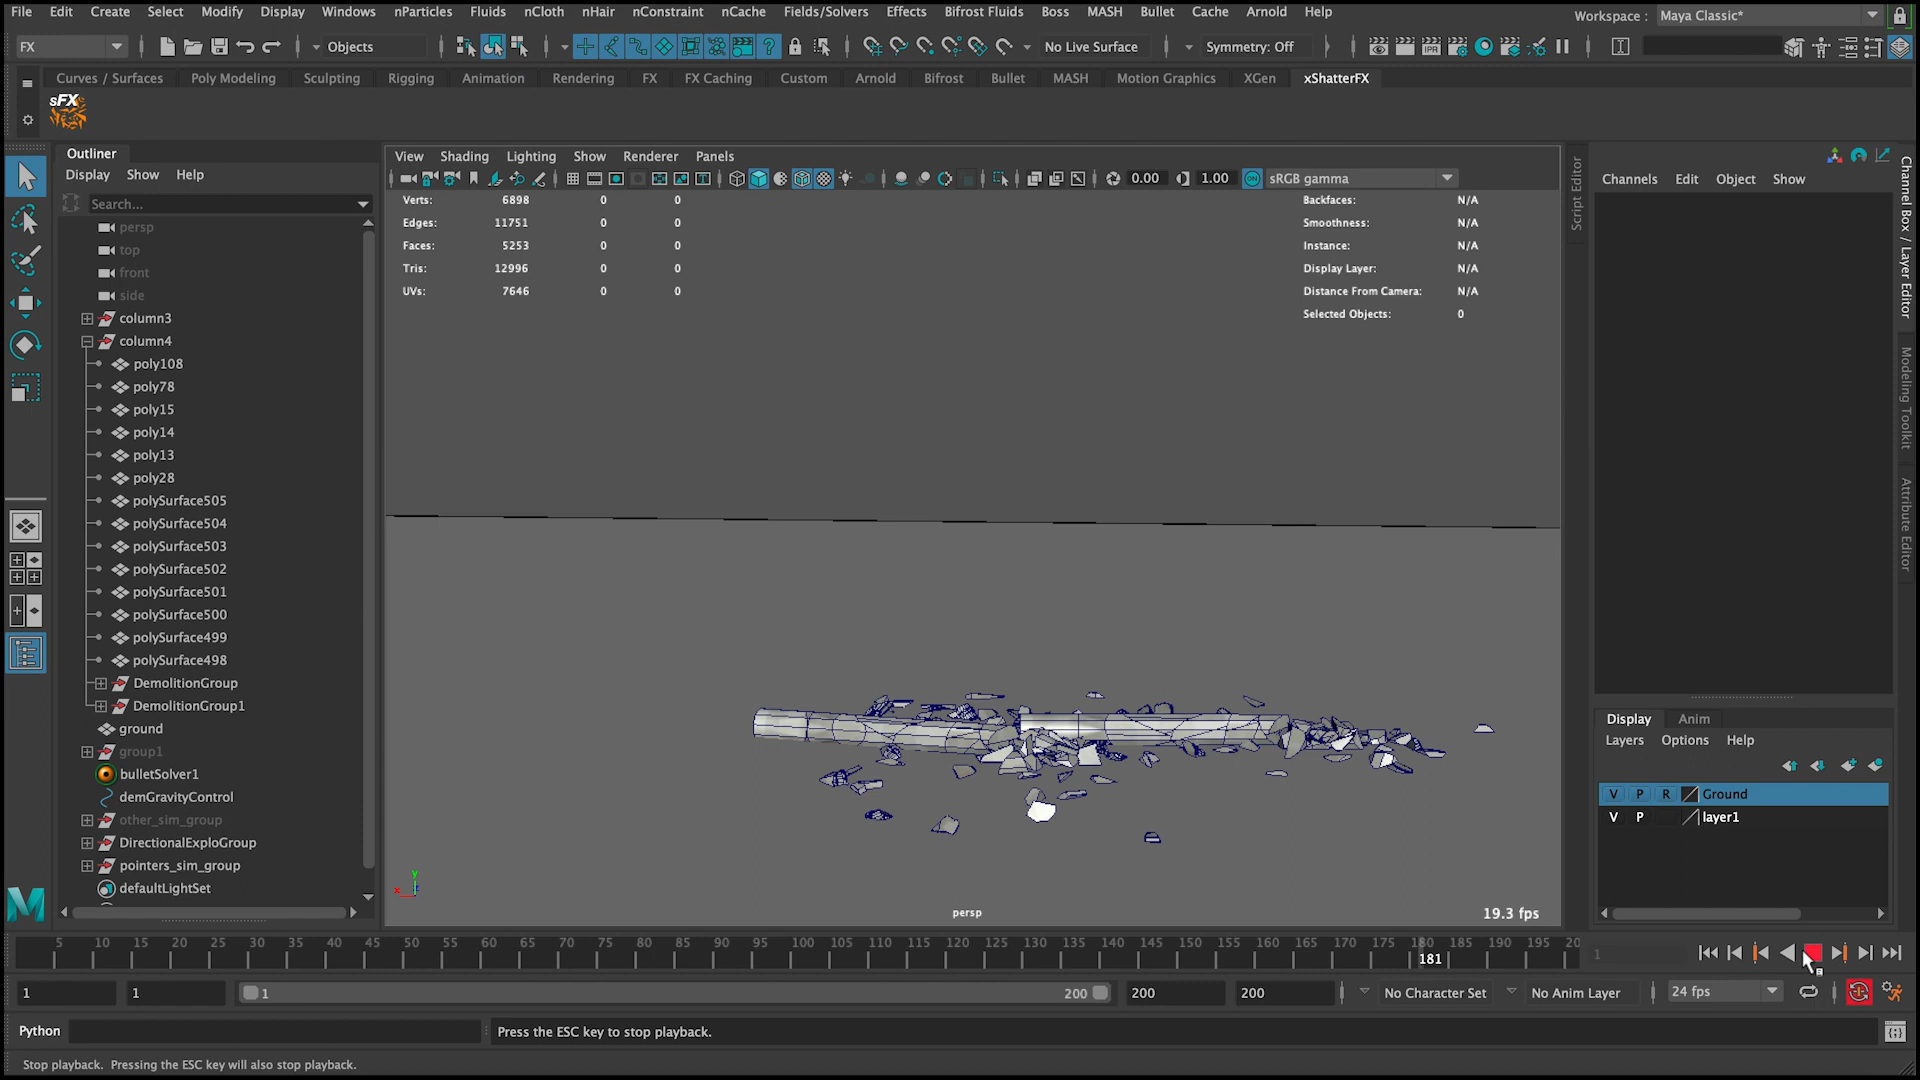 File Edit Create Select Modify Display Windows nParticles Fluids nCloth nHair nConstraint nCache Fields/Solvers Effects Bifrost Fluids Boss MASH Bullet Cache Arnold Help
Workspace : Maya Classic*
FX Objects No Live Surface Symmetry: Off
Curves / Surfaces Poly Modeling Sculpting Rigging Animation Rendering FX FX Caching Custom Arnold Bifrost Bullet MASH Motion Graphics XGen xShatterFX
sFX
Outliner
Display Show Help
Search...
persp
top
front
side
column3
column4
poly108
poly78
poly15
poly14
poly13
poly28
polySurface505
polySurface504
polySurface503
polySurface502
polySurface501
polySurface500
polySurface499
polySurface498
DemolitionGroup
DemolitionGroup1
ground
group1
bulletSolver1
demGravityControl
other_sim_group
DirectionalExploGroup
pointers_sim_group
defaultLightSet
View Shading Lighting Show Renderer Panels
0.00 1.00 ON sRGB gamma
Verts: 6898 0 0
Edges: 11751 0 0
Faces: 5253 0 0
Tris: 12996 0 0
UVs: 7646 0 0
Backfaces: N/A
Smoothness: N/A
Instance: N/A
Display Layer: N/A
Distance From Camera: N/A
Selected Objects: 0
y
x
persp
19.3 fps
Script Editor
Channels Edit Object Show
Channel Box / Layer Editor
Modeling Toolkit
Attribute Editor
Display Anim
Layers Options Help
V P R Ground
V P layer1
5 10 15 20 25 30 35 40 45 50 55 60 65 70 75 80 85 90 95 100 105 110 115 120 125 130 135 140 145 150 155 160 165 170 175 180 185 190 195 20
181
1
1 1 1 200 200 200 No Character Set No Anim Layer 24 fps
Python Press the ESC key to stop playback.
Stop playback. Pressing the ESC key will also stop playback.